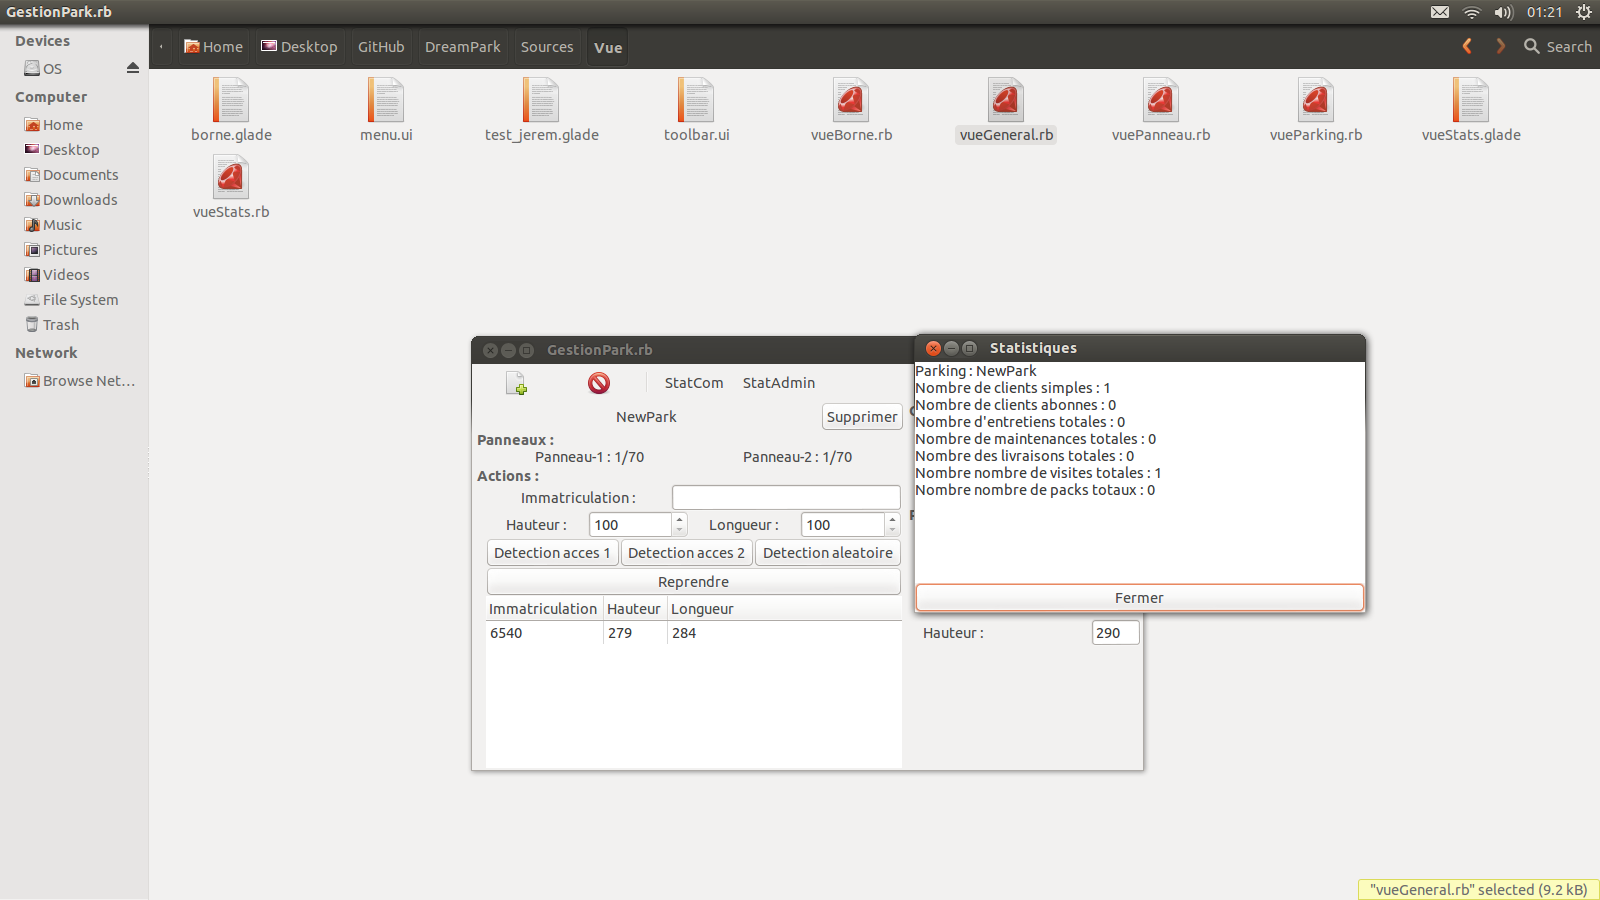 GestionPark.rb
01:21
Devices
OS
Computer
Home
Desktop
Documents
Downloads
Music
Pictures
Videos
File System
Trash
Network
Browse Net...
Home Desktop GitHub DreamPark Sources Vue
Search
borne.glade menu.ui test_jerem.glade toolbar.ui vueBorne.rb vueGeneral.rb vuePanneau.rb vueParking.rb vueStats.glade
vueStats.rb
GestionPark.rb
StatCom StatAdmin
NewPark Supprimer
Panneaux :
Panneau-1 : 1/70 Panneau-2 : 1/70
Actions :
Immatriculation :
Hauteur : 100 Longueur : 100
Detection acces 1 Detection acces 2 Detection aleatoire
Reprendre
Immatriculation Hauteur Longueur
6540 279 284
Hauteur : 290
Statistiques
Parking : NewPark
Nombre de clients simples : 1
Nombre de clients abonnes : 0
Nombre d'entretiens totales : 0
Nombre de maintenances totales : 0
Nombre des livraisons totales : 0
Nombre nombre de visites totales : 1
Nombre nombre de packs totaux : 0
Fermer
"vueGeneral.rb" selected (9.2 kB)